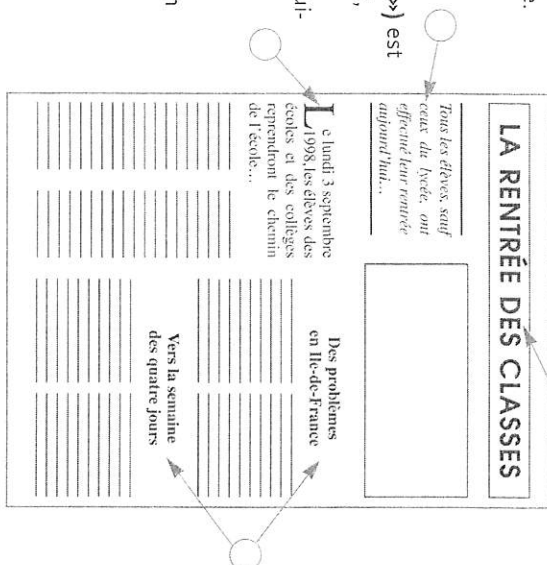 LA RENTRÉE DES CLASSES
Tous les élèves, sauf
ceux du lycée, ont
effectué leur rentrée
aujourd'hui...
Le lundi 3 septembre
1998, les élèves des
écoles et des collèges
reprendront le chemin
de l'école...
Des problèmes
en Ile-de-France
Vers la semaine
des quatre jours
») est
ui-